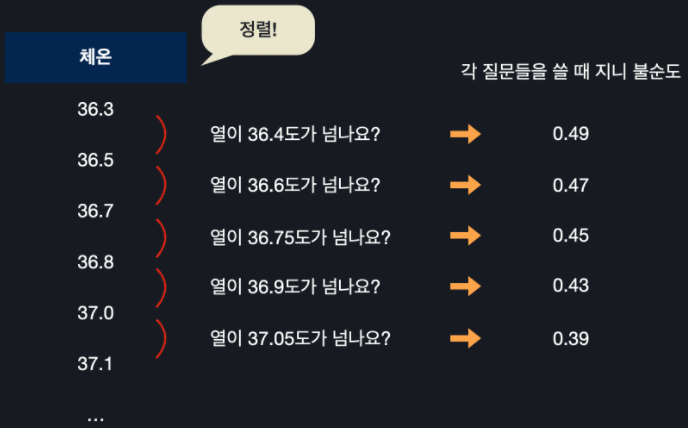 정렬!
체온
각 질문들을 쓸 때 지니 불순도
36.3
열이 36.4도가 넘나요?
0.49
36.5
열이 36.6도가 넘나요?
0.47
36.7
열이 36.75도가 넘나요?
0.45
36.8
열이 36.9도가 넘나요?
0.43
37.0
열이 37.05도가 넘나요?
0.39
37.1
...